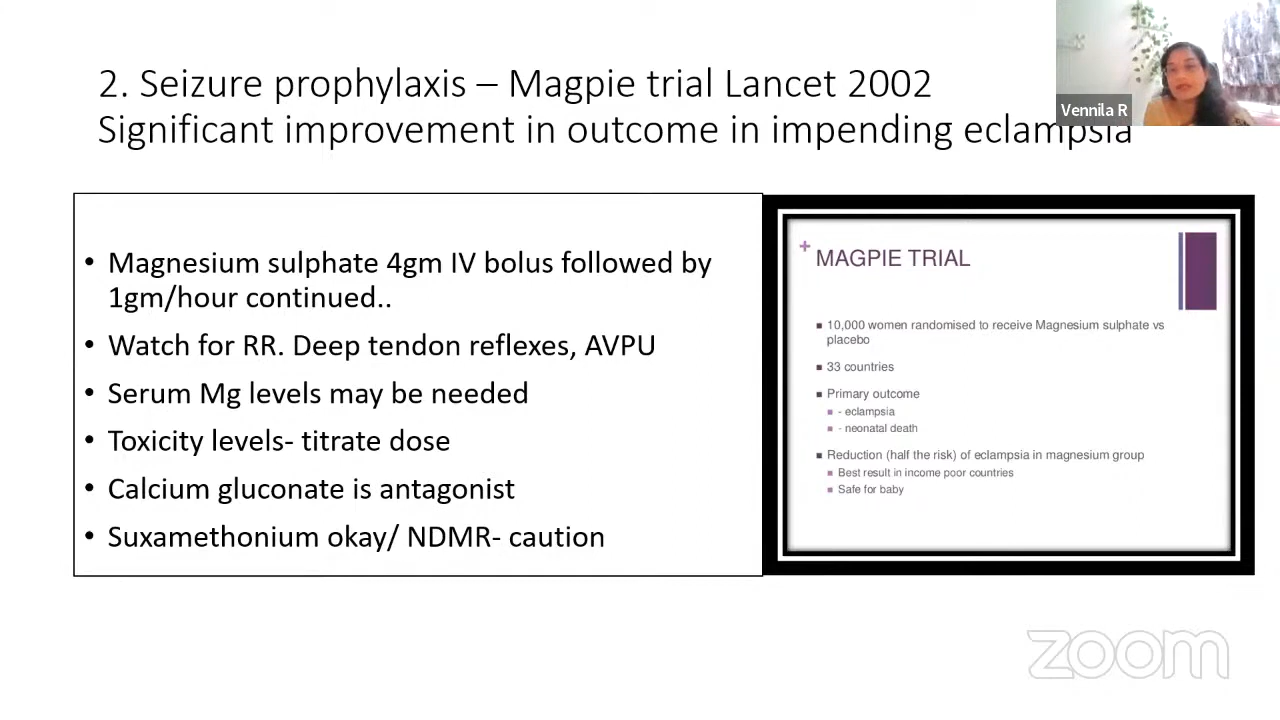 2. Seizure prophylaxis – Magpie trial Lancet 2002
Significant improvement in outcome in impending eclampsia
Vennila R
• Magnesium sulphate 4gm IV bolus followed by
1gm/hour continued..
• Watch for RR. Deep tendon reflexes, AVPU
• Serum Mg levels may be needed
• Toxicity levels- titrate dose
• Calcium gluconate is antagonist
• Suxamethonium okay/ NDMR- caution
+ MAGPIE TRIAL
■ 10,000 women randomised to receive Magnesium sulphate vs
placebo
■ 33 countries
■ Primary outcome
■ - eclampsia
■ - neonatal death
■ Reduction (half the risk) of eclampsia in magnesium group
■ Best result in income poor countries
■ Safe for baby
zoom